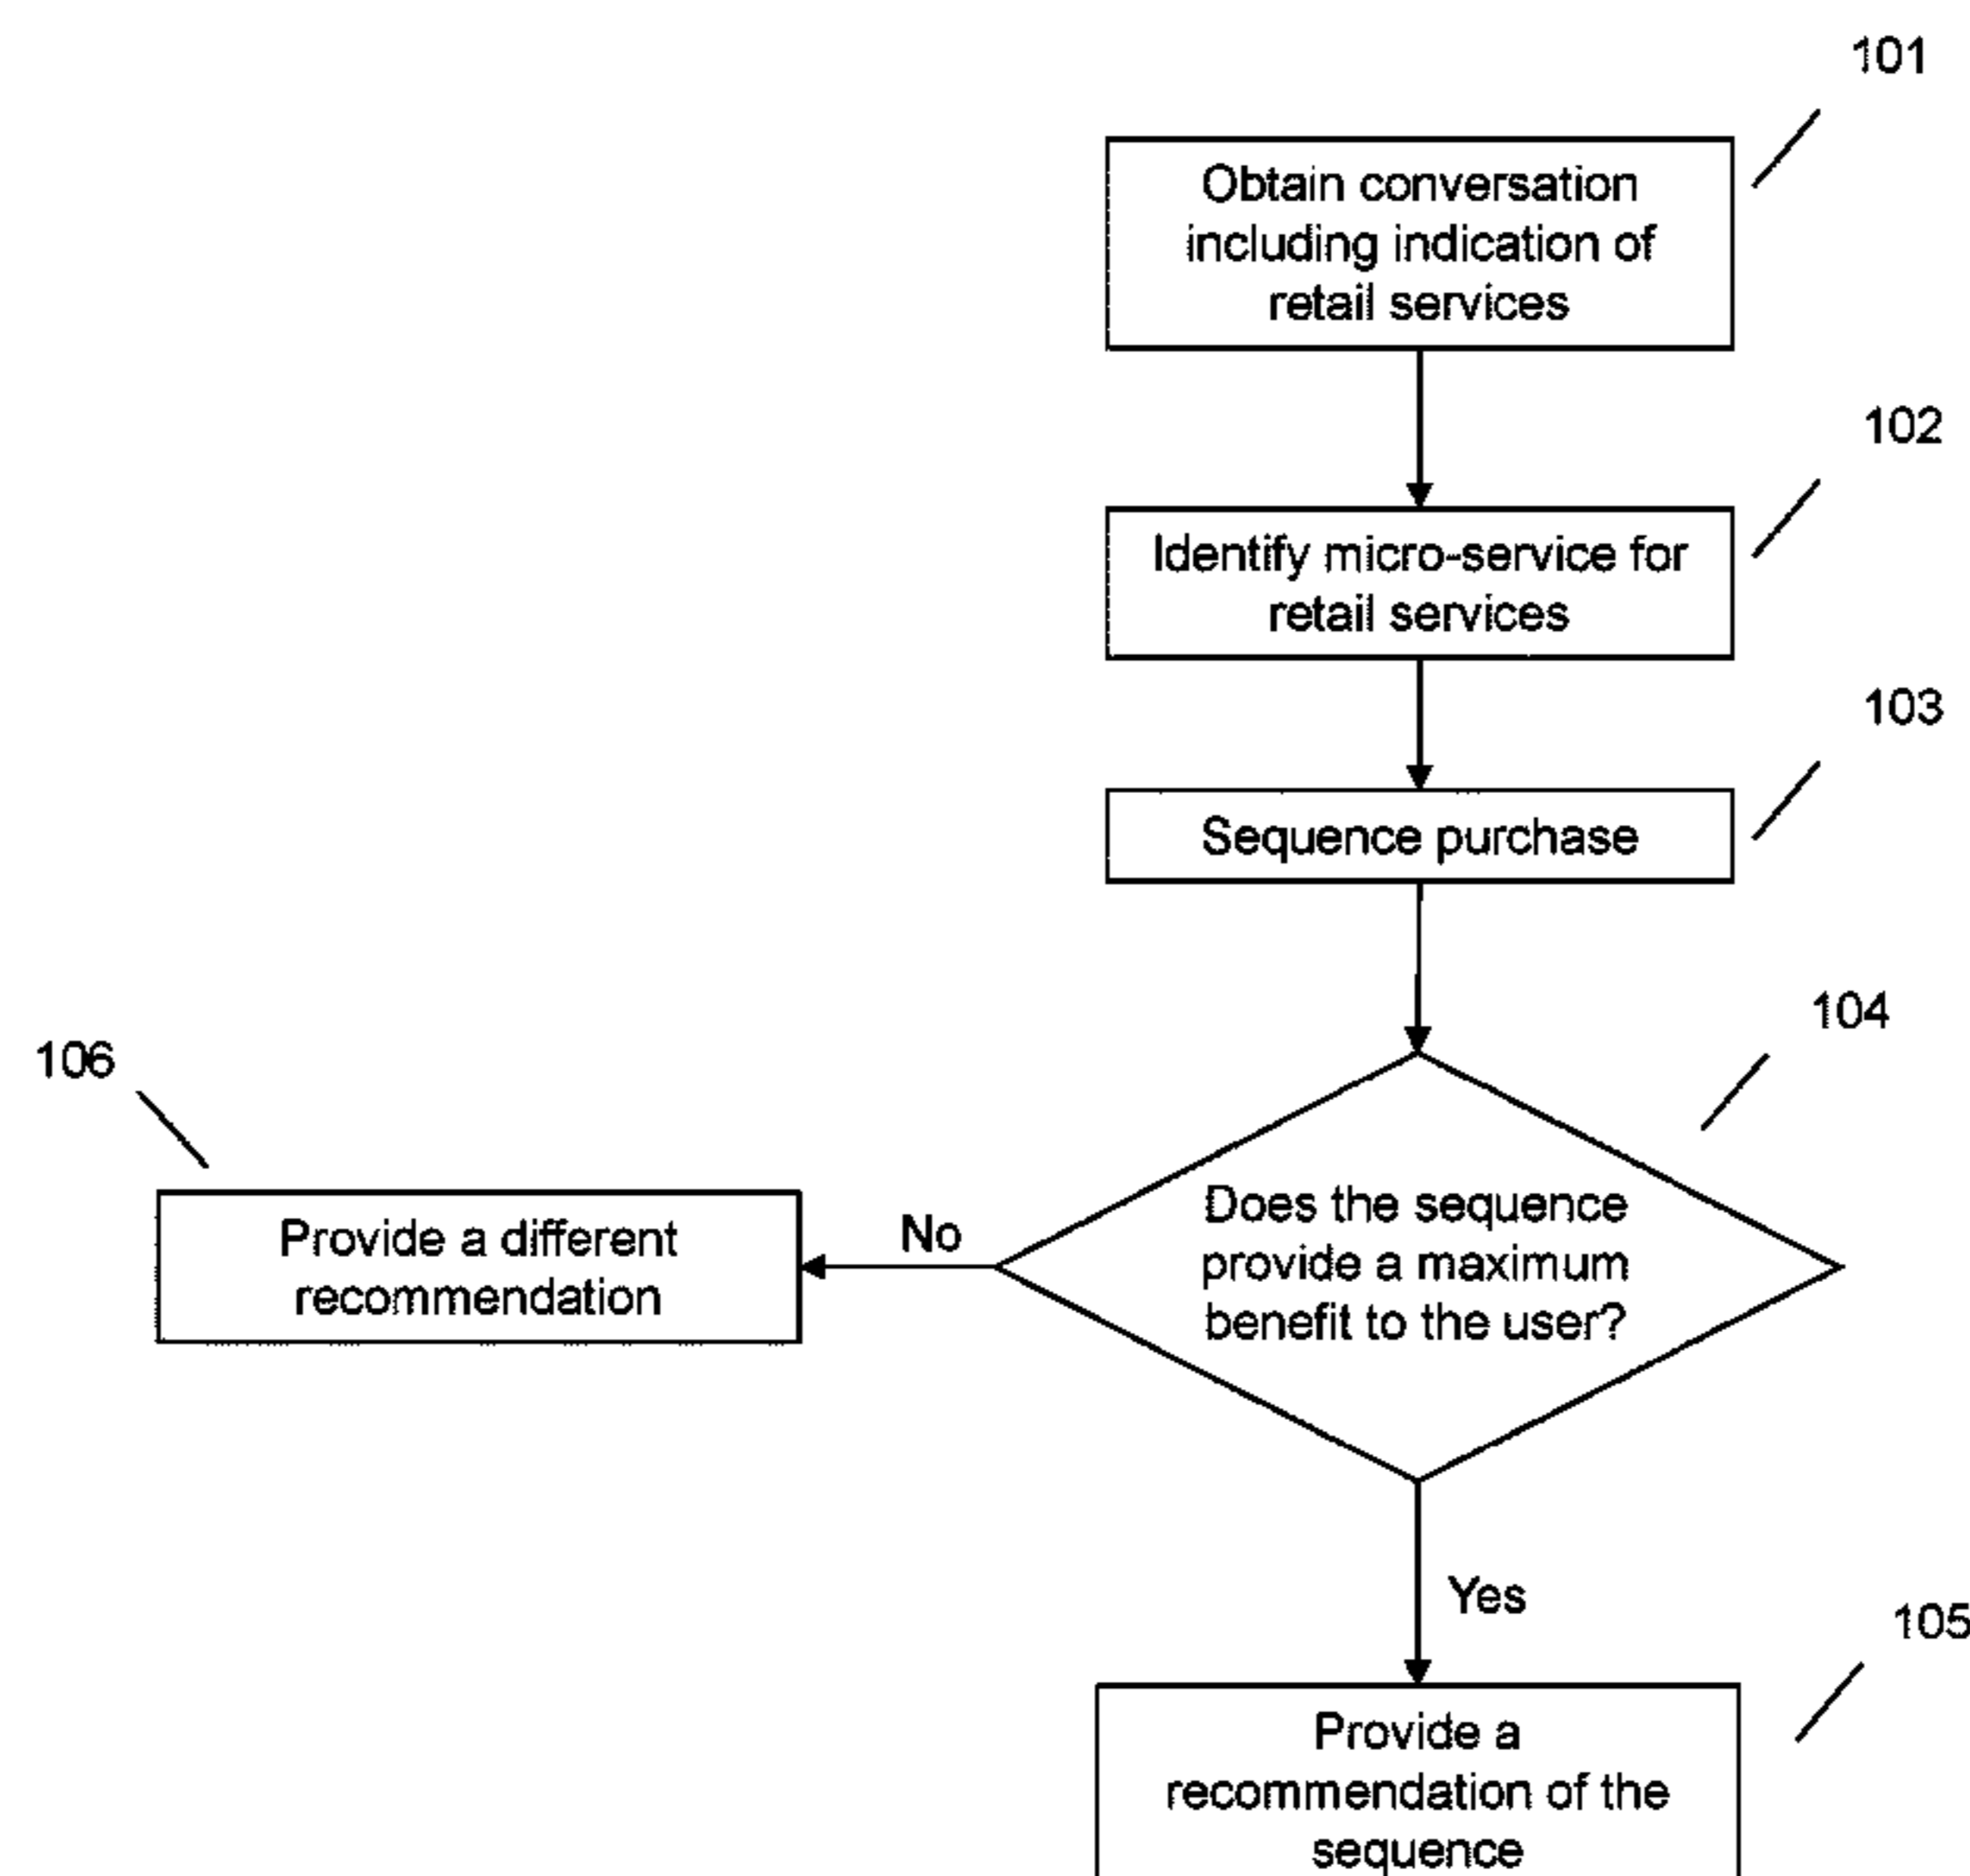 101
Obtain conversation
including indication of
retail services
102
Identify micro-service for
retail services
103
Sequence purchase
104
106
Does the sequence
provide a maximum
benefit to the user?
No
Provide a different
recommendation
Yes
105
Provide a
recommendation of the
sequence